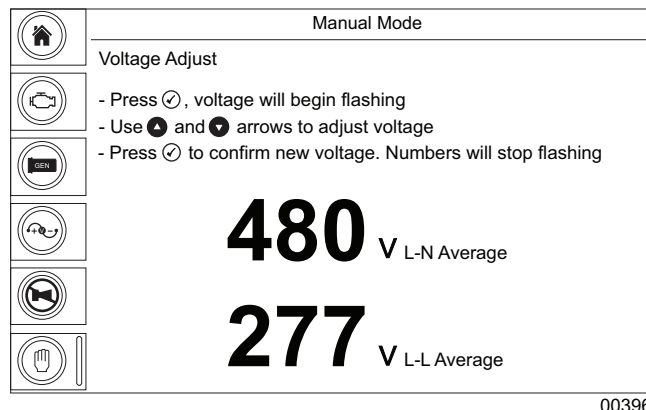 Manual Mode
Voltage Adjust
- Press ✓, voltage will begin flashing
- Use ▲ and ▼ arrows to adjust voltage
- Press ✓ to confirm new voltage. Numbers will stop flashing
GEN
480 V L-N Average
277 V L-L Average
00396